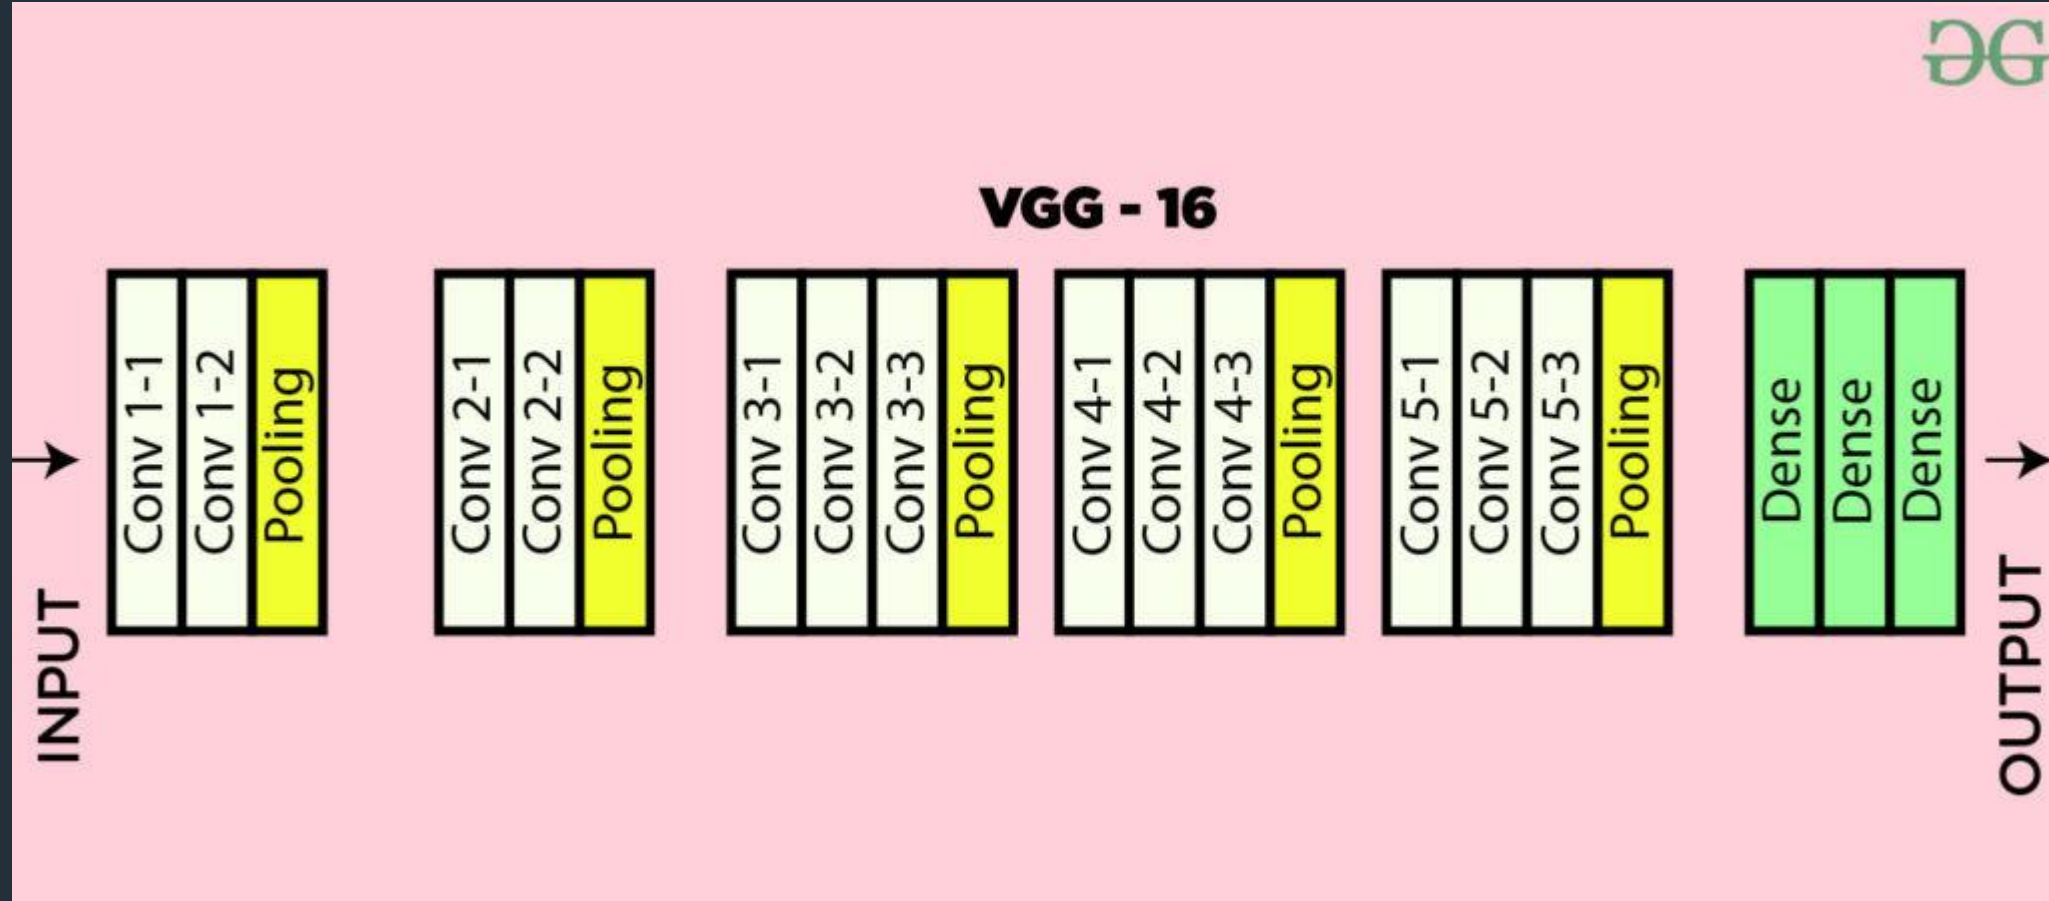 VGG - 16
INPUT
Conv 1-1
Conv 1-2
Pooling
Conv 2-1
Conv 2-2
Pooling
Conv 3-1
Conv 3-2
Conv 3-3
Pooling
Conv 4-1
Conv 4-2
Conv 4-3
Pooling
Conv 5-1
Conv 5-2
Conv 5-3
Pooling
Dense
Dense
Dense
OUTPUT